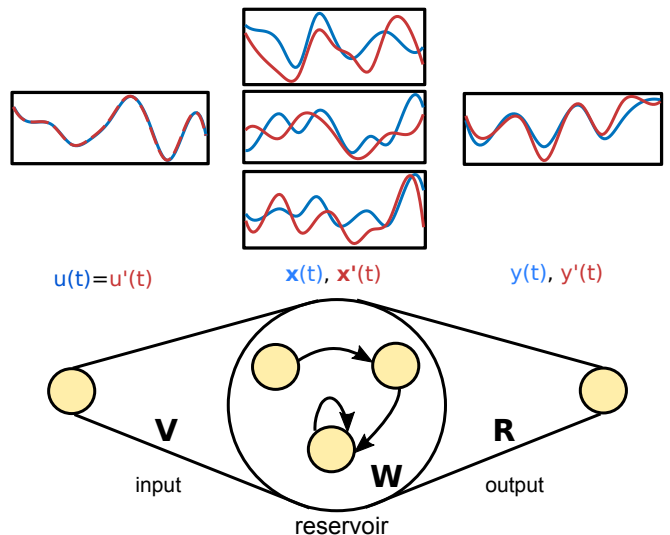 u(t)=u'(t)
x(t), x'(t)
y(t), y'(t)
V
R
W
input
output
reservoir